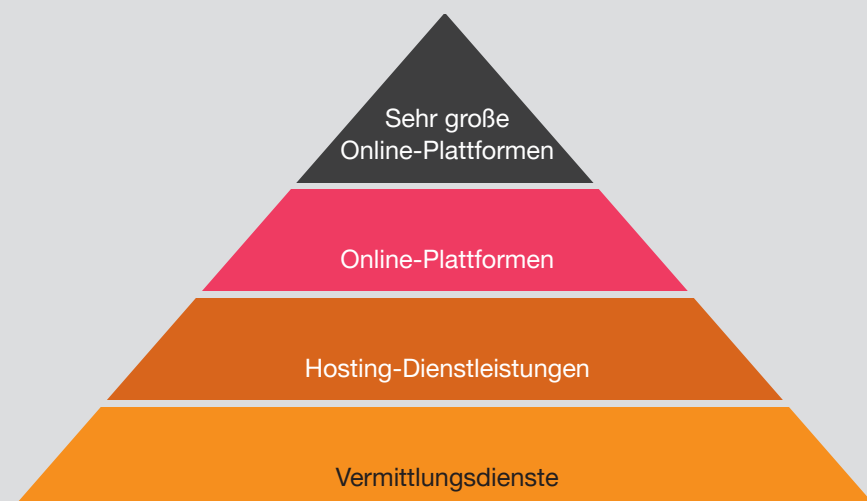 Sehr große
Online-Plattformen
Online-Plattformen
Hosting-Dienstleistungen
Vermittlungsdienste